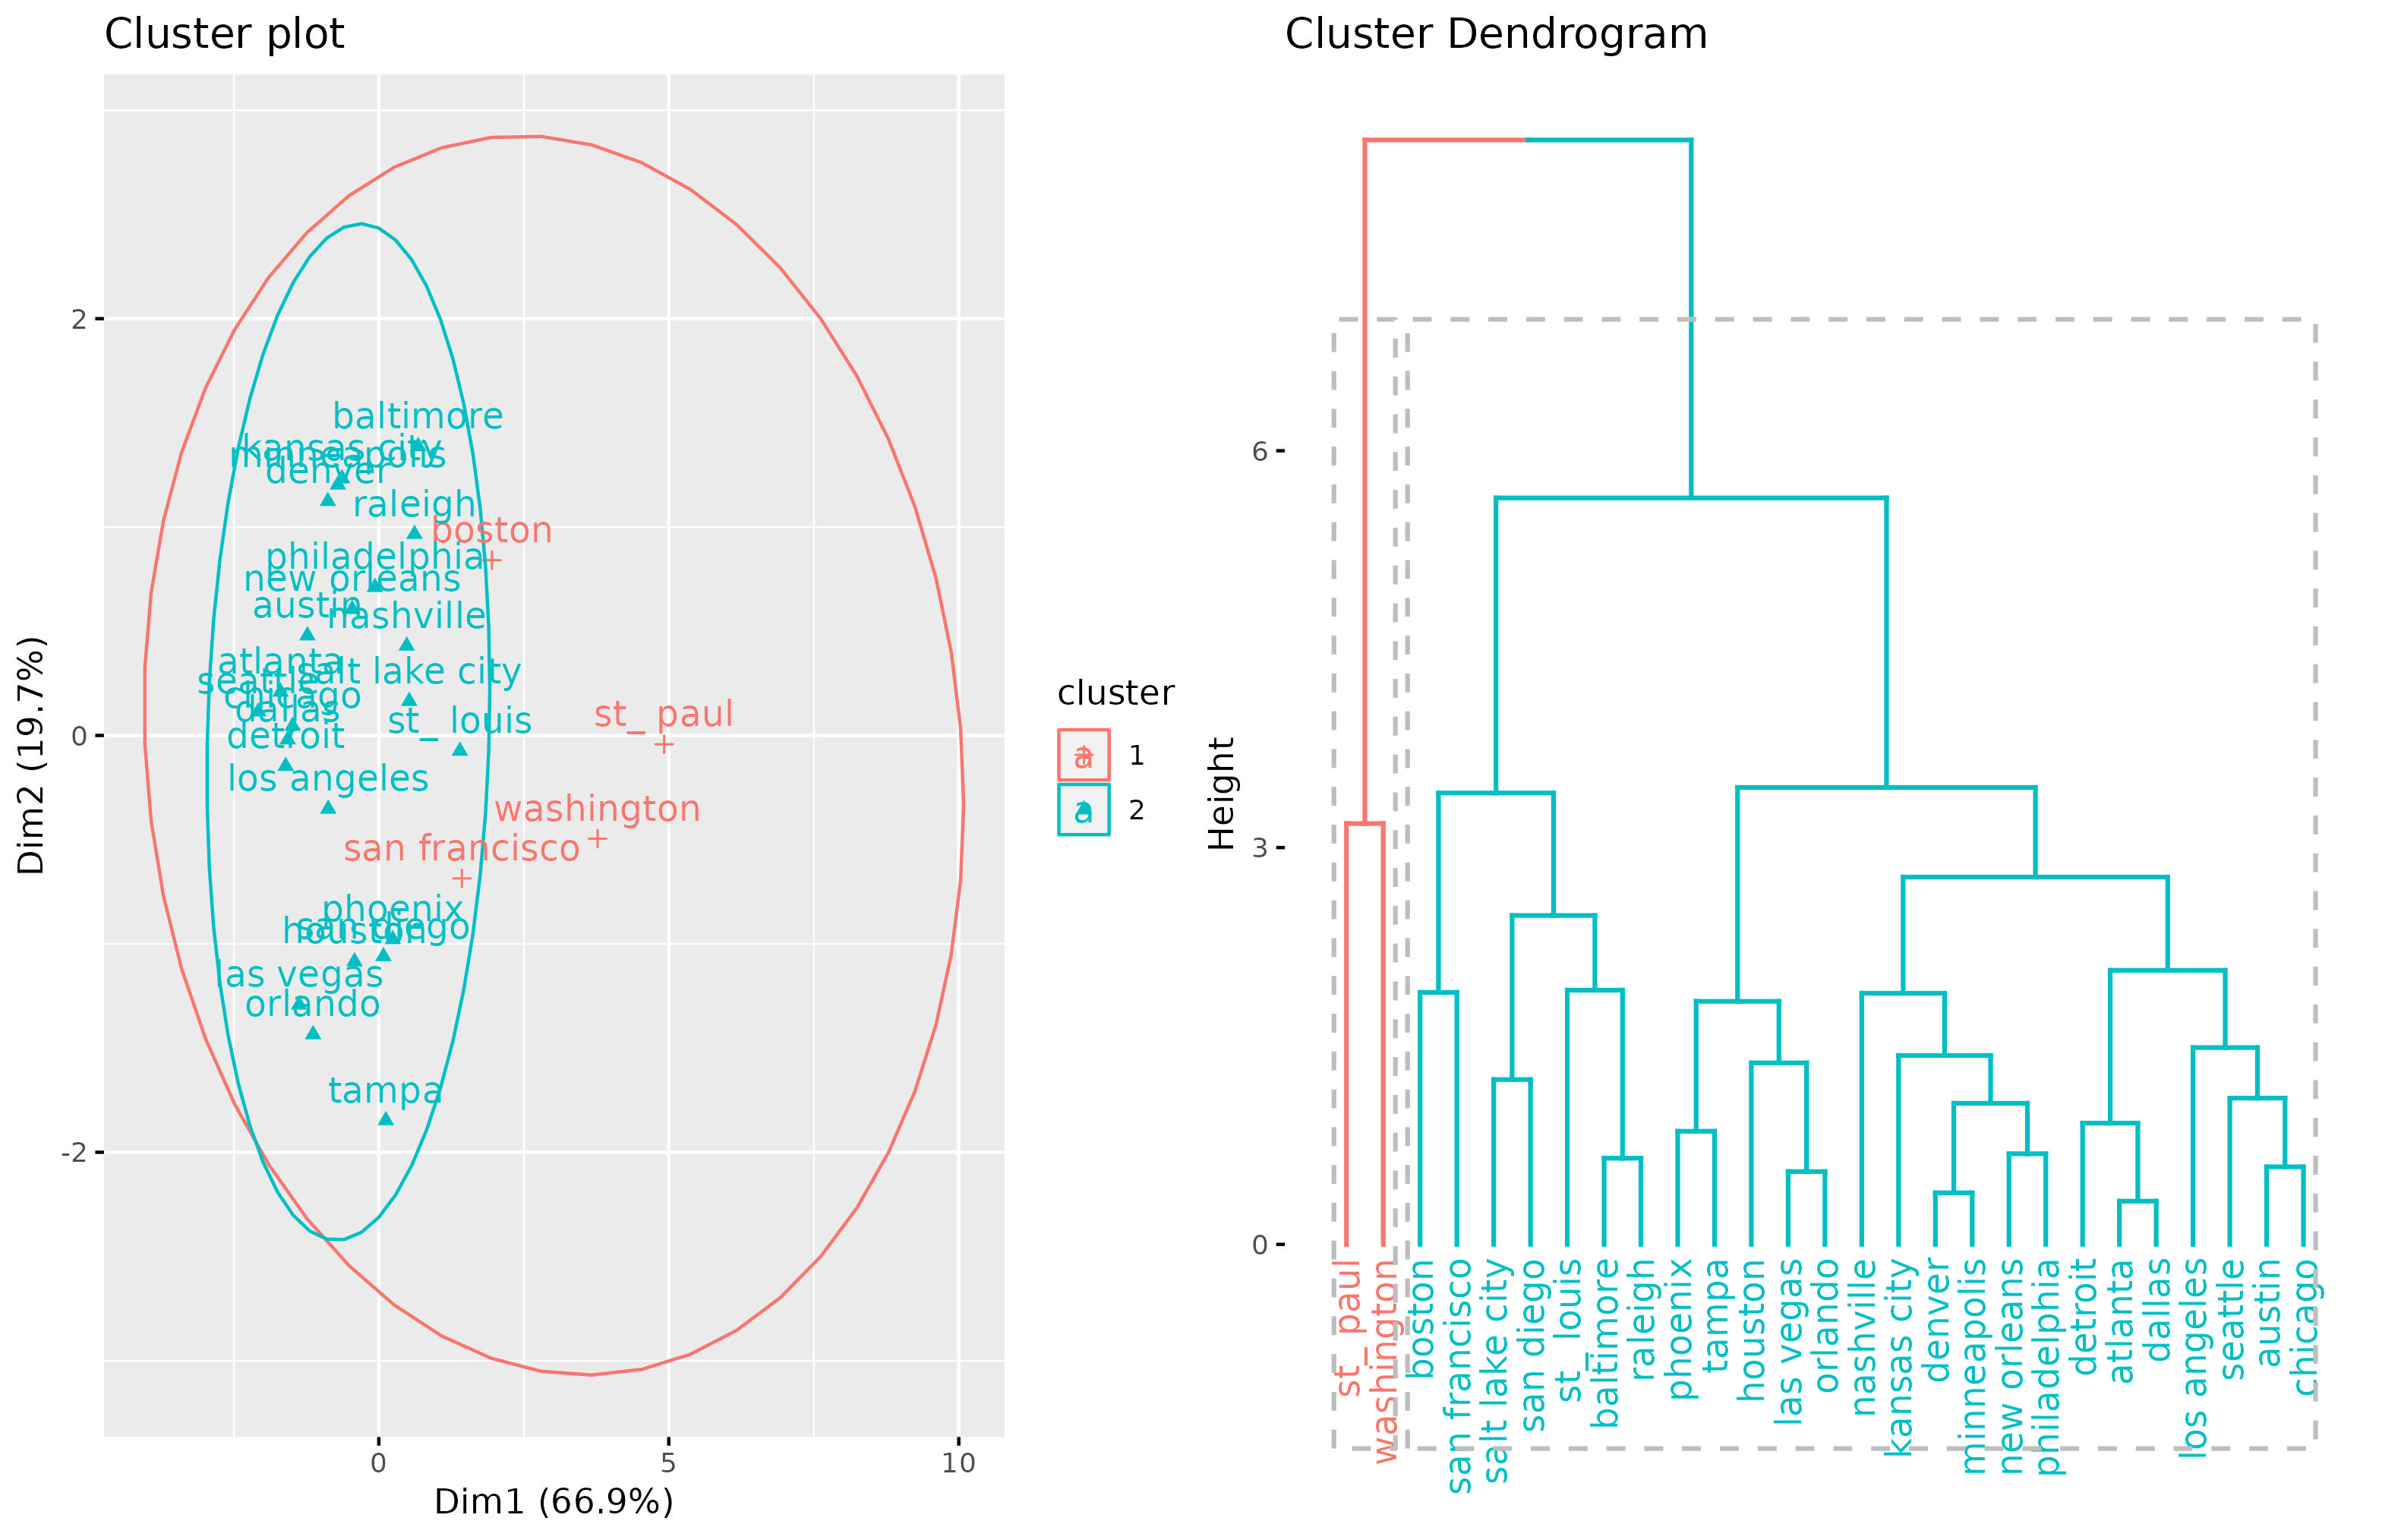 Cluster plot
baltimore
kansas city
minneapolis
denver
raleigh
boston
philadelphia
new orleans
austin
nashville
atlanta
salt lake city
seattle
chicago
dallas
st_ louis
st_ paul
detroit
los angeles
washington
san francisco
phoenix
san diego
houston
las vegas
orlando
tampa
2
0
-2
0
5
10
Dim1 (66.9%)
Dim2 (19.7%)
cluster
a 1
a 2
Cluster Dendrogram
Height
6
3
0
st_ paul
washington
boston
san francisco
salt lake city
san diego
st_ louis
baltimore
raleigh
phoenix
tampa
houston
las vegas
orlando
nashville
kansas city
denver
minneapolis
new orleans
philadelphia
detroit
atlanta
dallas
los angeles
seattle
austin
chicago